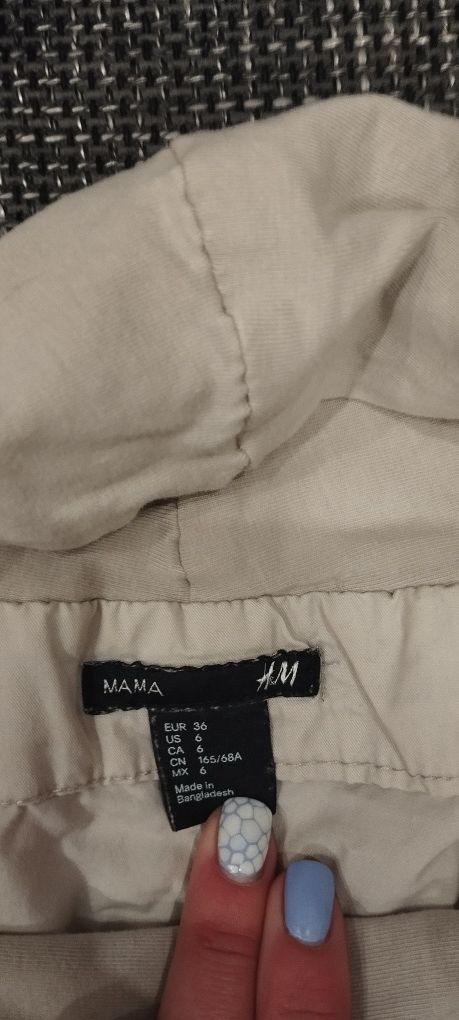 MAMA H&M
EUR 36
US 6
CA 6
CN 165/68A
MX 6
Made in
Bangladesh